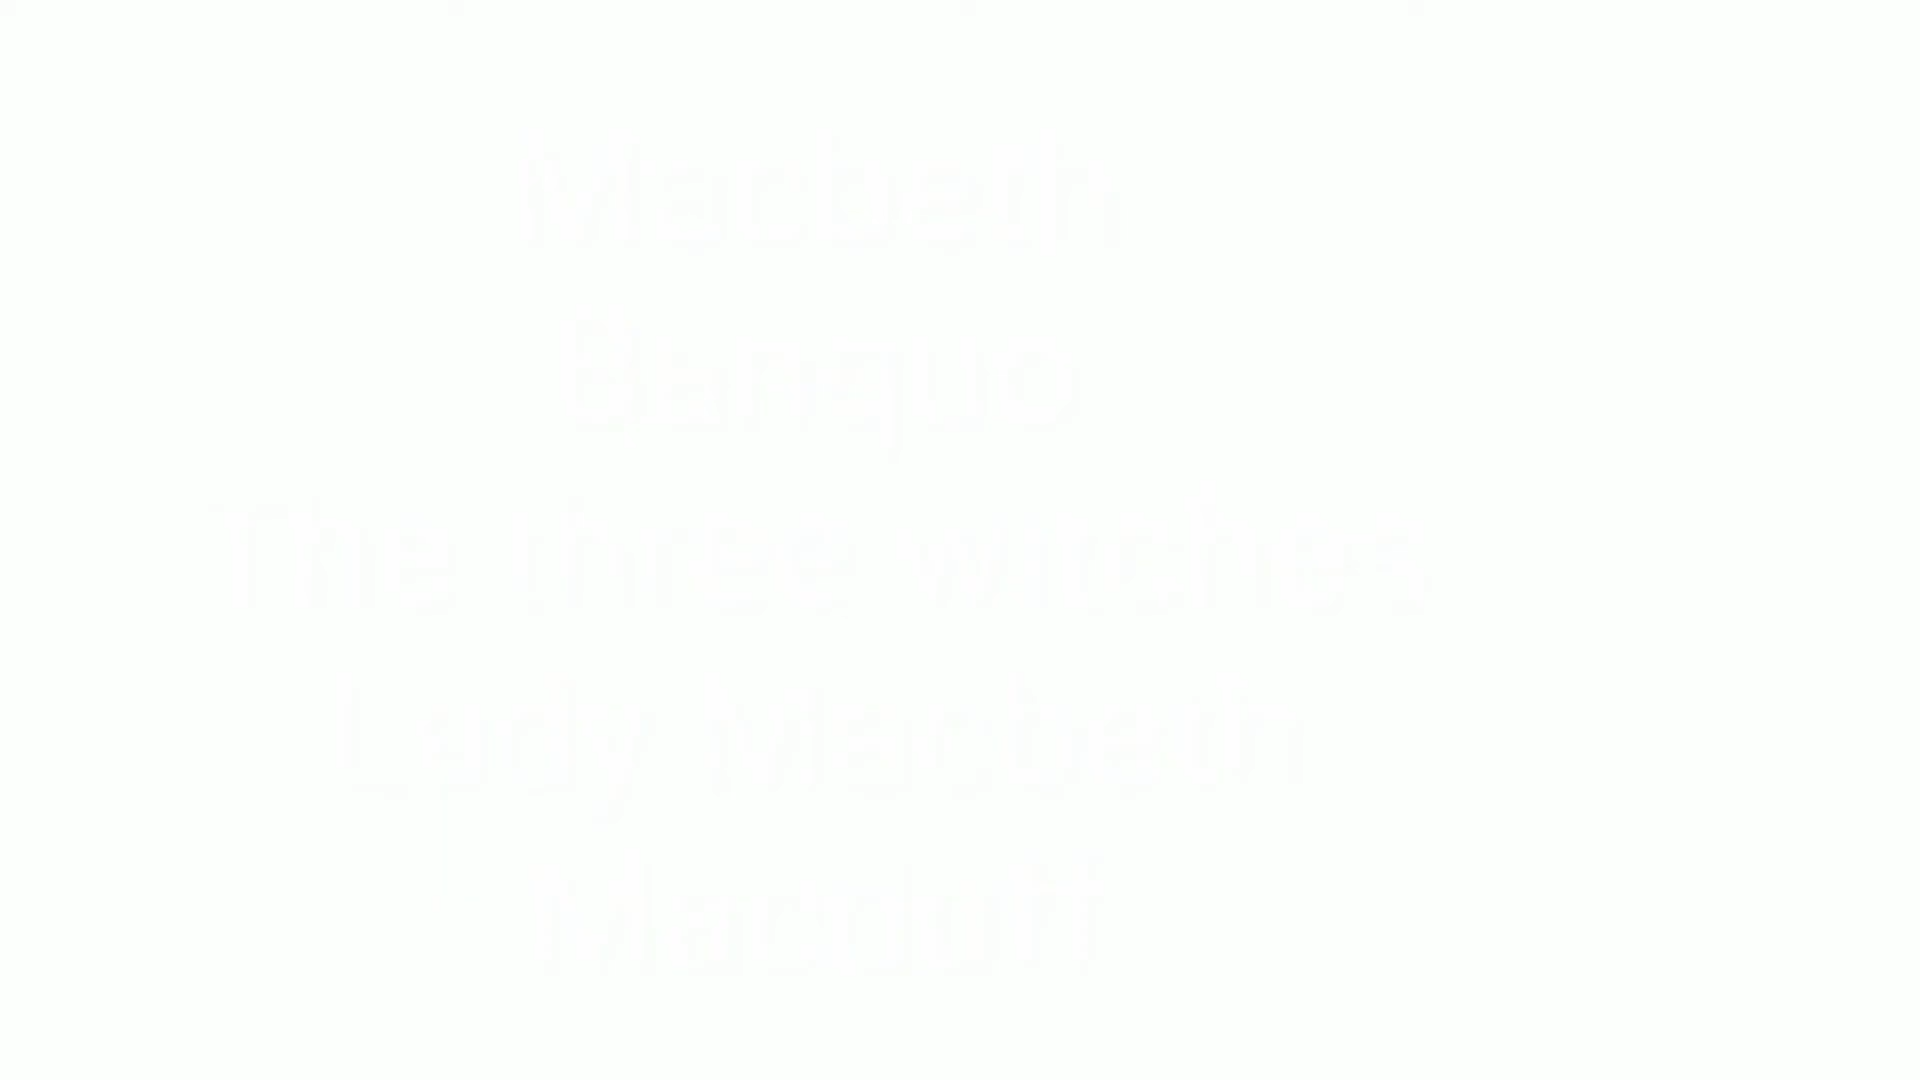 Macbeth
Banquo
The three witches
Lady Macbeth
Macduff